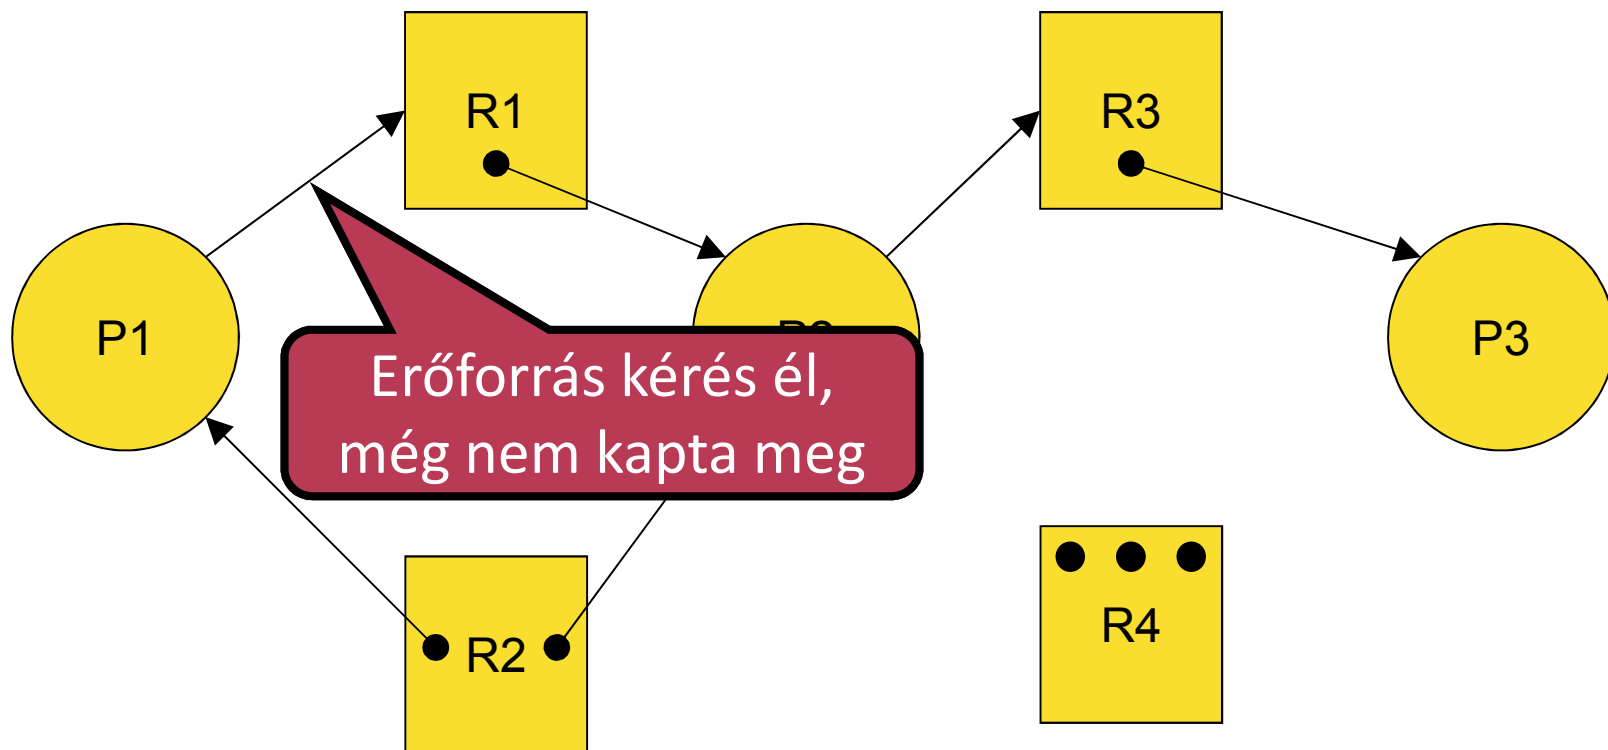 R1
R3
P1
P3
Erőforrás kérés él,
még nem kapta meg
R4
R2